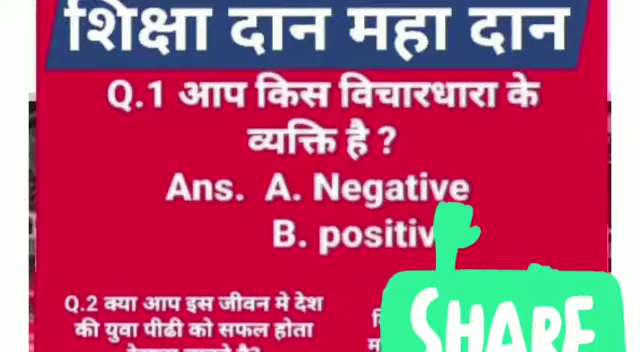 शिक्षा दान महा दान
Q.1 आप किस विचारधारा के
व्यक्ति है ?
Ans. A. Negative
B. positiv
Q.2 क्या आप इस जीवन मे देश
की युवा पीढी को सफल होता
SHARE